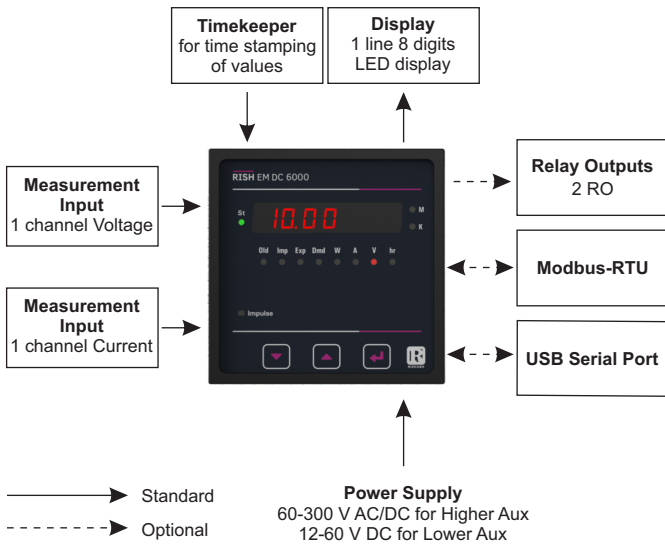 Timekeeper
for time stamping
of values
Display
1 line 8 digits
LED display
Measurement
Input
1 channel Voltage
Measurement
Input
1 channel Current
RISH EM DC 6000
St
10.00
M
K
Old Imp Exp Dmd W A V hr
Impulse
Relay Outputs
2 RO
Modbus-RTU
USB Serial Port
Standard
Optional
Power Supply
60-300 V AC/DC for Higher Aux
12-60 V DC for Lower Aux